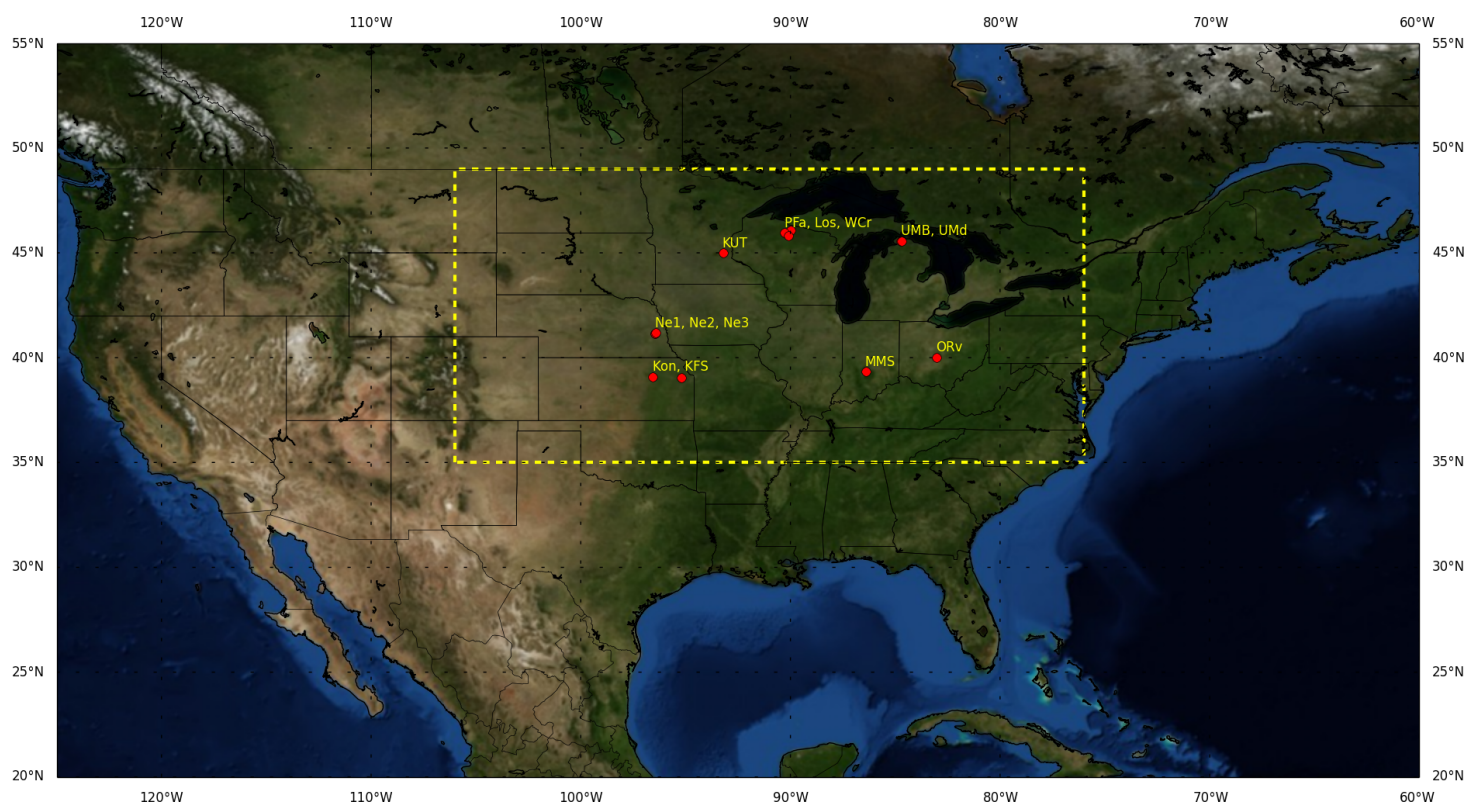 120°W 110°W 100°W 90°W 80°W 70°W 60°W
55°N 55°N
50°N 50°N
PFa, Los, WCr
UMB, UMd
KUT
45°N 45°N
Ne1, Ne2, Ne3
ORv
40°N 40°N
MMS
Kon, KFS
35°N 35°N
30°N 30°N
25°N 25°N
20°N 20°N
120°W 110°W 100°W 90°W 80°W 70°W 60°W